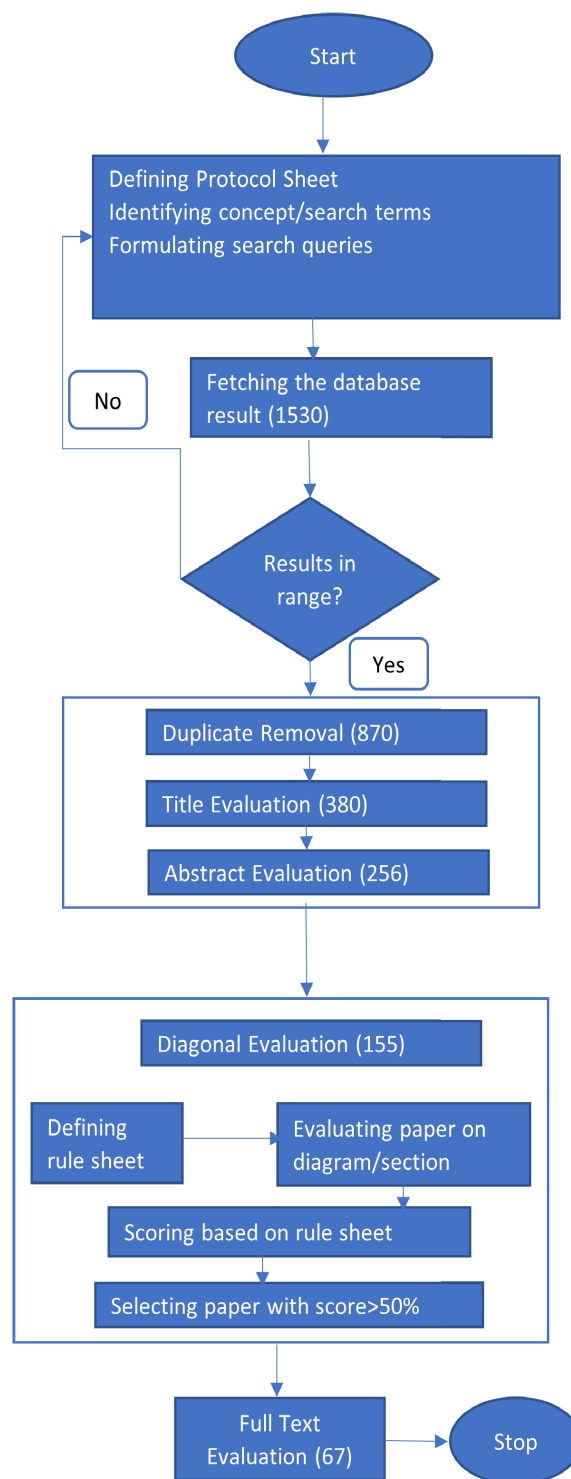 Start
Defining Protocol Sheet
Identifying concept/search terms
Formulating search queries
No
Fetching the database
result (1530)
Results in
range?
Yes
Duplicate Removal (870)
Title Evaluation (380)
Abstract Evaluation (256)
Diagonal Evaluation (155)
Defining
rule sheet
Evaluating paper on
diagram/section
Scoring based on rule sheet
Selecting paper with score>50%
Full Text
Evaluation (67)
Stop